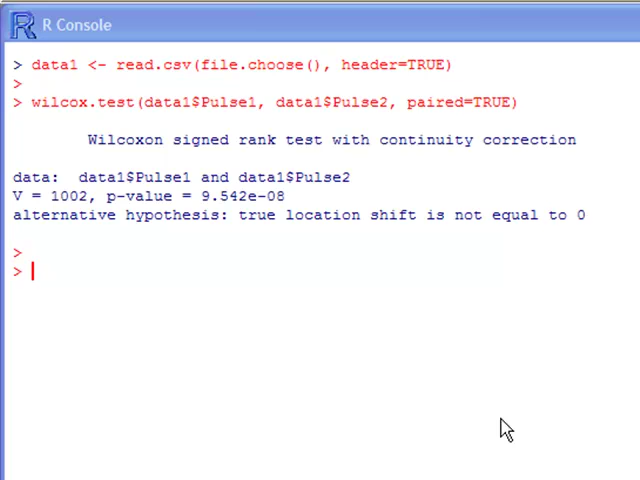 R R Console
> data1 <- read.csv(file.choose(), header=TRUE)
>
> wilcox.test(data1$Pulse1, data1$Pulse2, paired=TRUE)
Wilcoxon signed rank test with continuity correction
data:  data1$Pulse1 and data1$Pulse2
V = 1002, p-value = 9.542e-08
alternative hypothesis: true location shift is not equal to 0
>
>